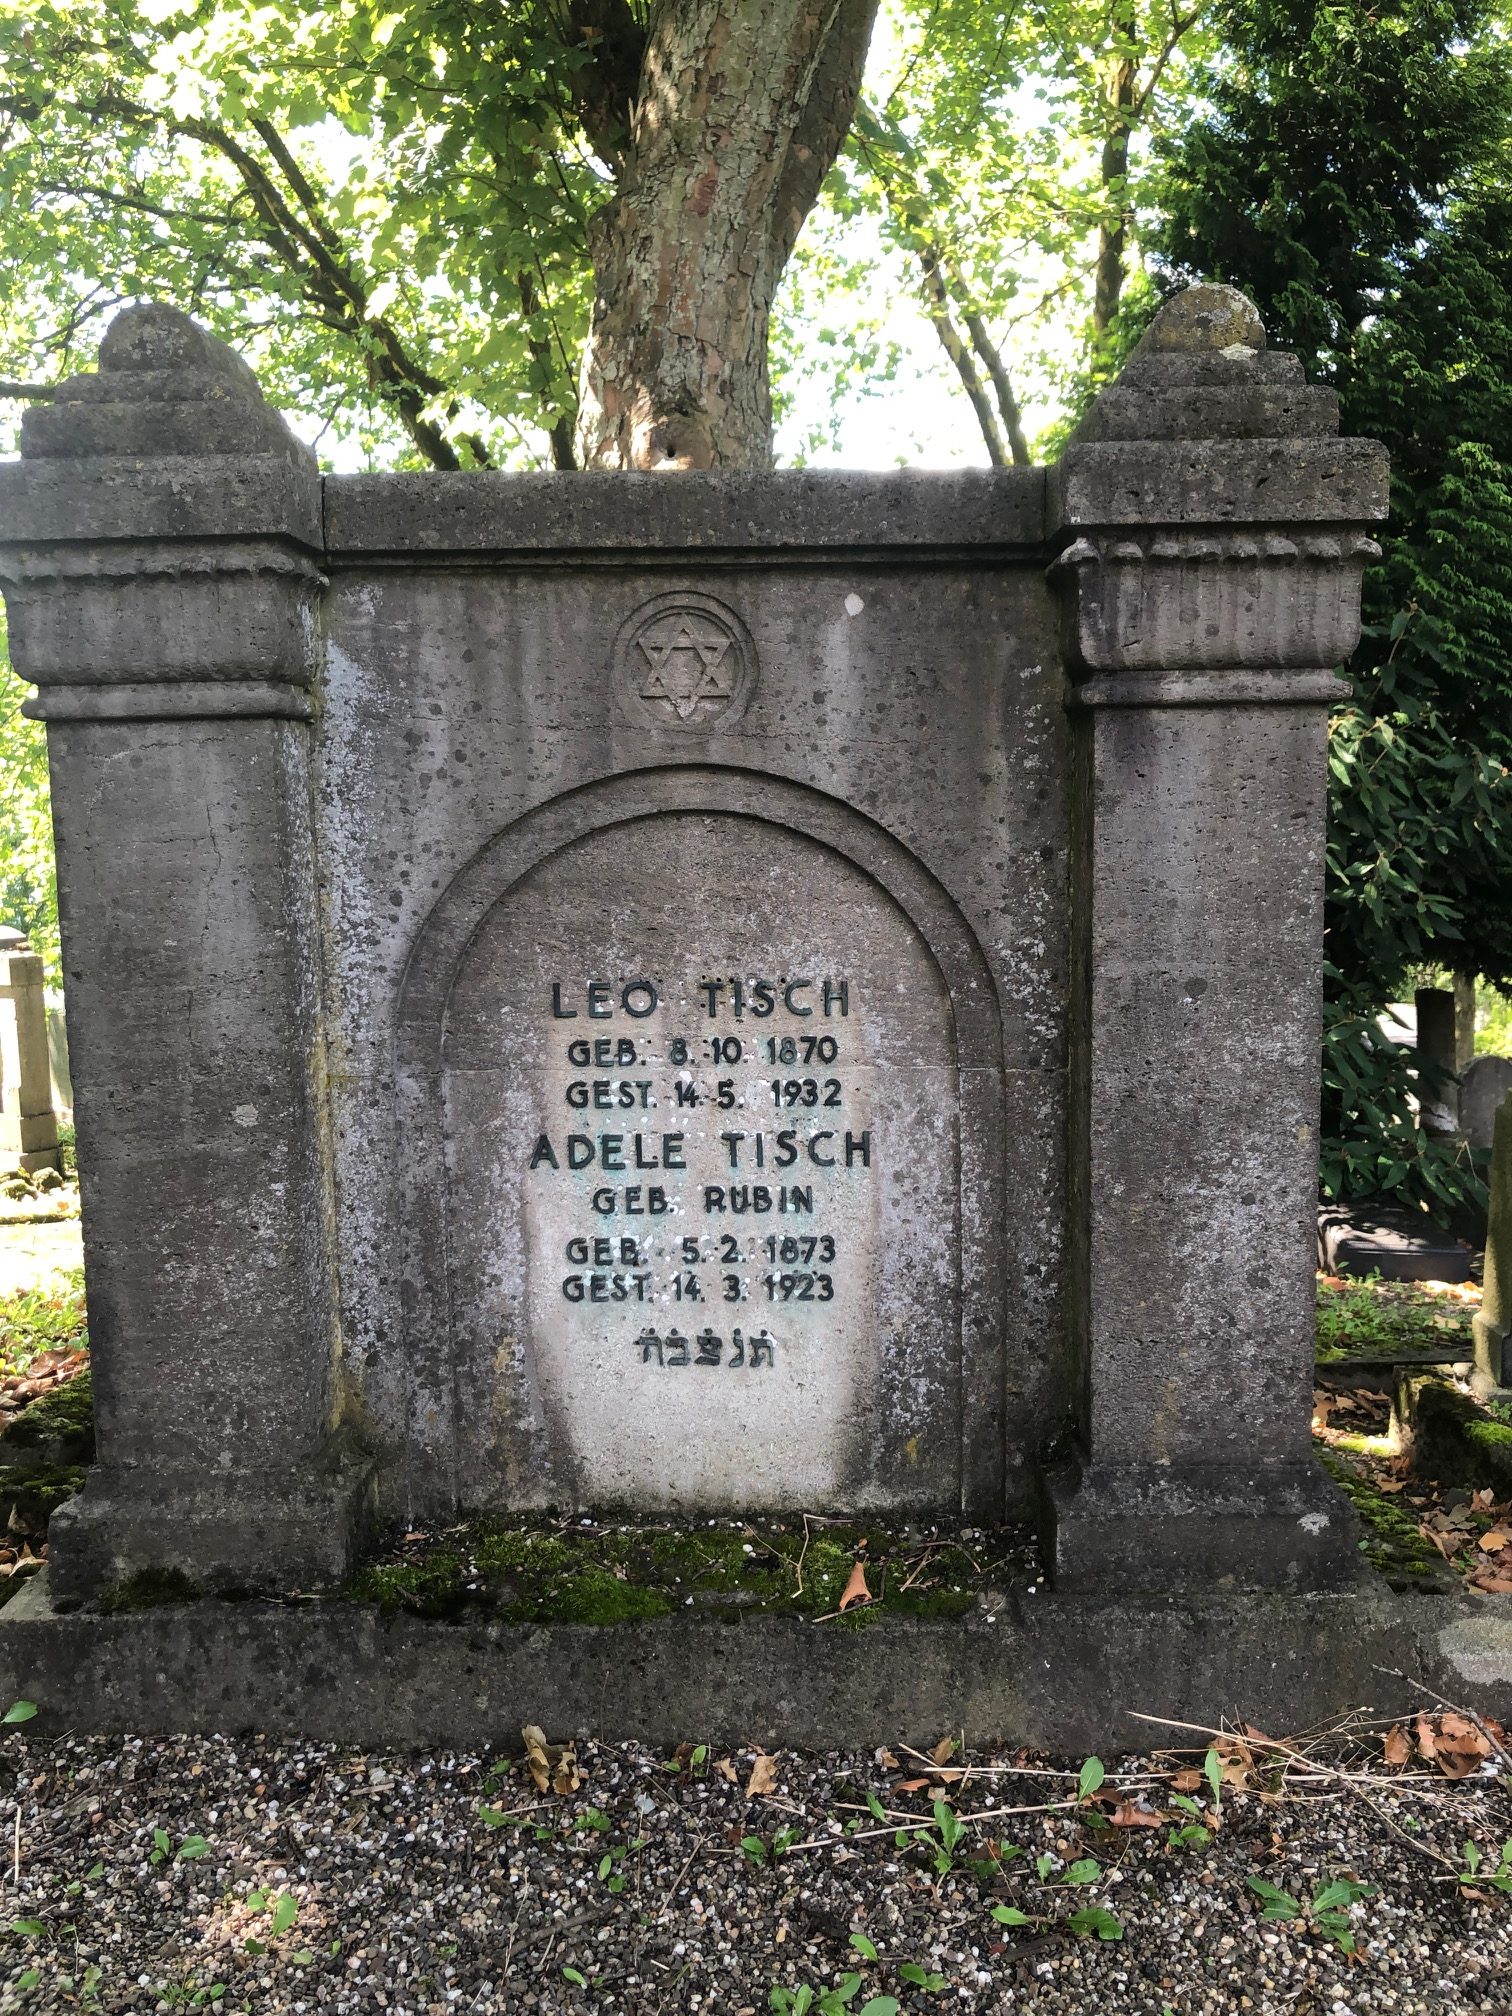 LEO TISCH
GEB. 8. 10. 1870
GEST. 14. 5. 1932
ADELE TISCH
GEB. RUBIN
GEB. 5. 2. 1873
GEST. 14. 3. 1923
תנצבה